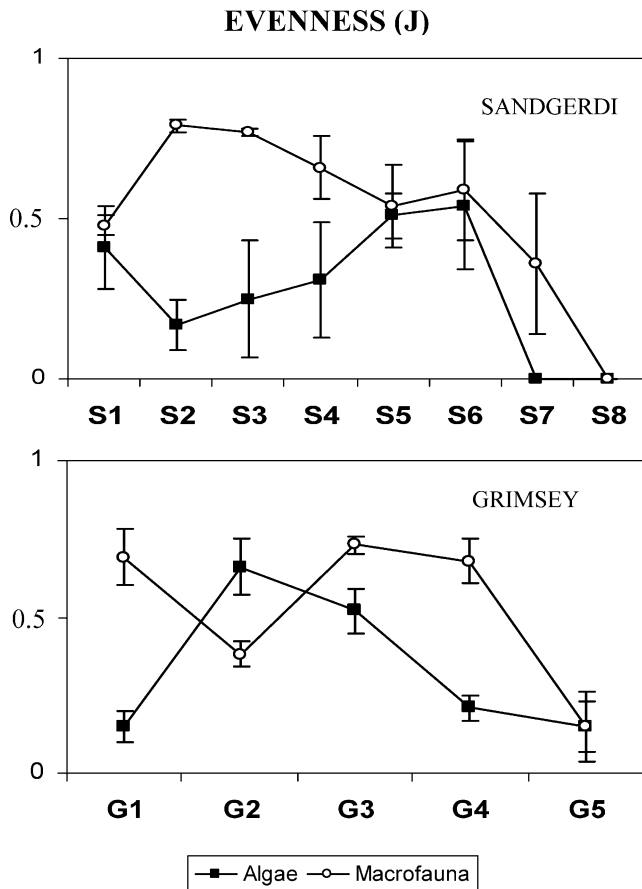 EVENNESS (J)
1
SANDGERDI
0.5
0
S1 S2 S3 S4 S5 S6 S7 S8
1
GRIMSEY
0.5
0
G1 G2 G3 G4 G5
Algae Macrofauna